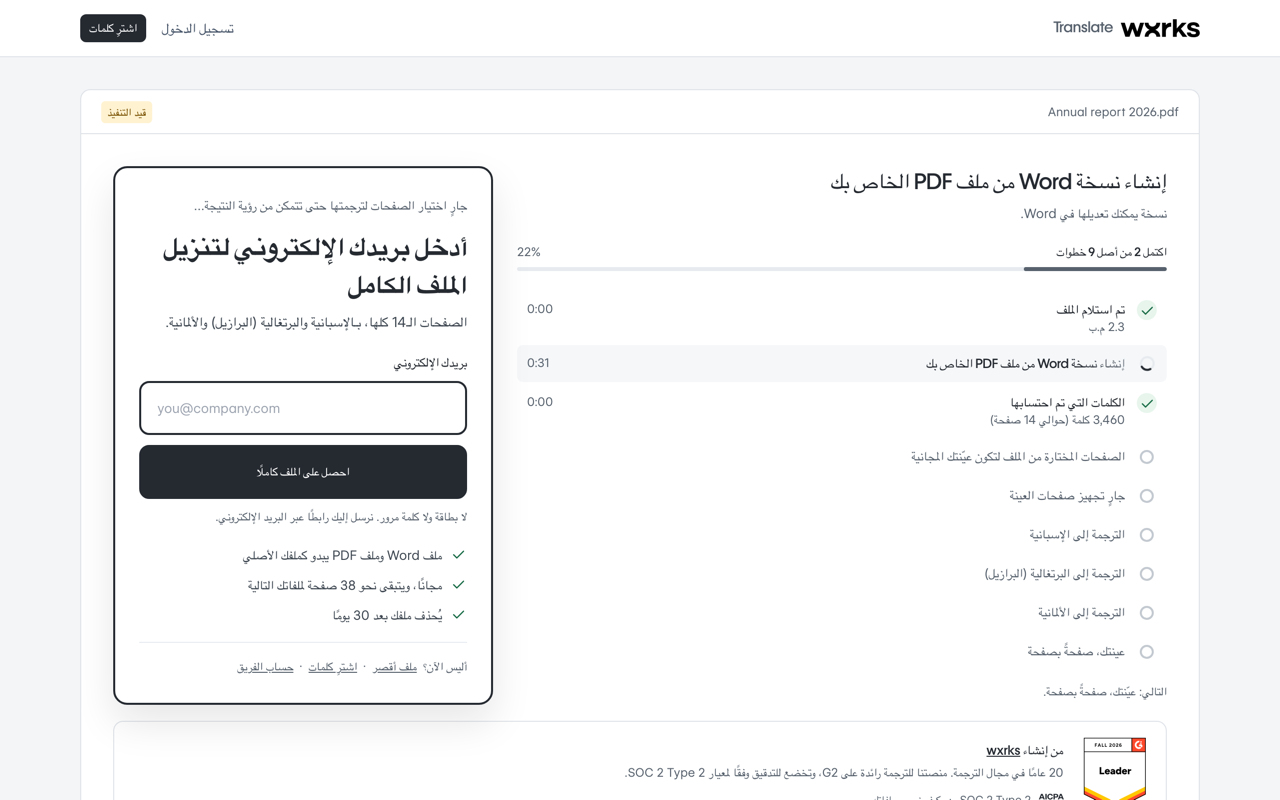 wxrks Translate
تسجيل الدخول
اشترِ كلمات
Annual report 2026.pdf
قيد التنفيذ
إنشاء نسخة Word من ملف PDF الخاص بك
نسخة يمكنك تعديلها في Word.
اكتمل 2 من أصل 9 خطوات
22%
تم استلام الملف
0:00
2.3 م.ب
إنشاء نسخة Word من ملف PDF الخاص بك
0:31
الكلمات التي تم احتسابها
0:00
3,460 كلمة (حوالي 14 صفحة)
الصفحات المختارة من الملف لتكون عيّنتك المجانية
جارٍ تجهيز صفحات العينة
الترجمة إلى الإسبانية
الترجمة إلى البرتغالية (البرازيل)
الترجمة إلى الألمانية
عينتك، صفحةً بصفحة
التالي: عيّنتك، صفحةً بصفحة.
جارٍ اختيار الصفحات لترجمتها حتى تتمكن من رؤية النتيجة...
أدخل بريدك الإلكتروني لتنزيل
الملف الكامل
الصفحات الـ14 كلها، بالإسبانية والبرتغالية (البرازيل) والألمانية.
بريدك الإلكتروني
you@company.com
احصل على الملف كاملًا
لا بطاقة ولا كلمة مرور. نرسل إليك رابطًا عبر البريد الإلكتروني.
ملف Word وملف PDF يبدو كملفك الأصلي
مجانًا، ويتبقى نحو 38 صفحة لملفاتك التالية
يُحذف ملفك بعد 30 يومًا
أليس الآن؟ ملف أقصر · اشترِ كلمات · حساب الفريق
FALL 2026
Leader
من إنشاء wxrks
20 عامًا في مجال الترجمة. منصتنا للترجمة رائدة على G2، وتخضع للتدقيق وفقًا لمعيار SOC 2 Type 2.
AICPA SOC 2 Type 2